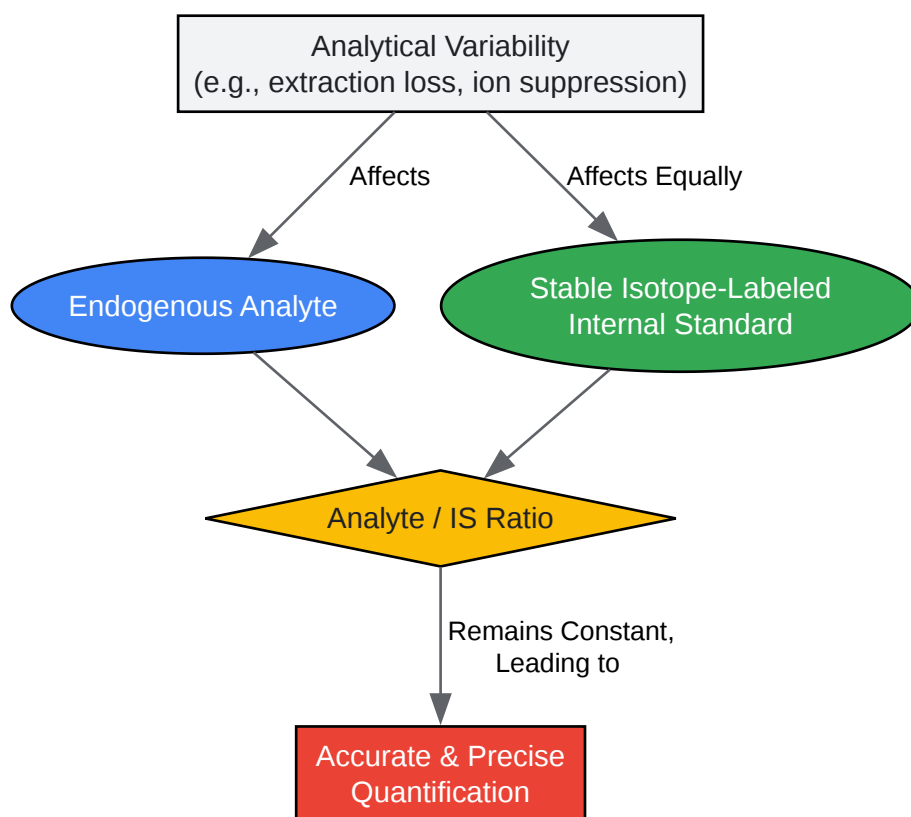 Analytical Variability
(e.g., extraction loss, ion suppression)
Affects
Affects Equally
Endogenous Analyte
Stable Isotope-Labeled
Internal Standard
Analyte / IS Ratio
Remains Constant,
Leading to
Accurate & Precise
Quantification